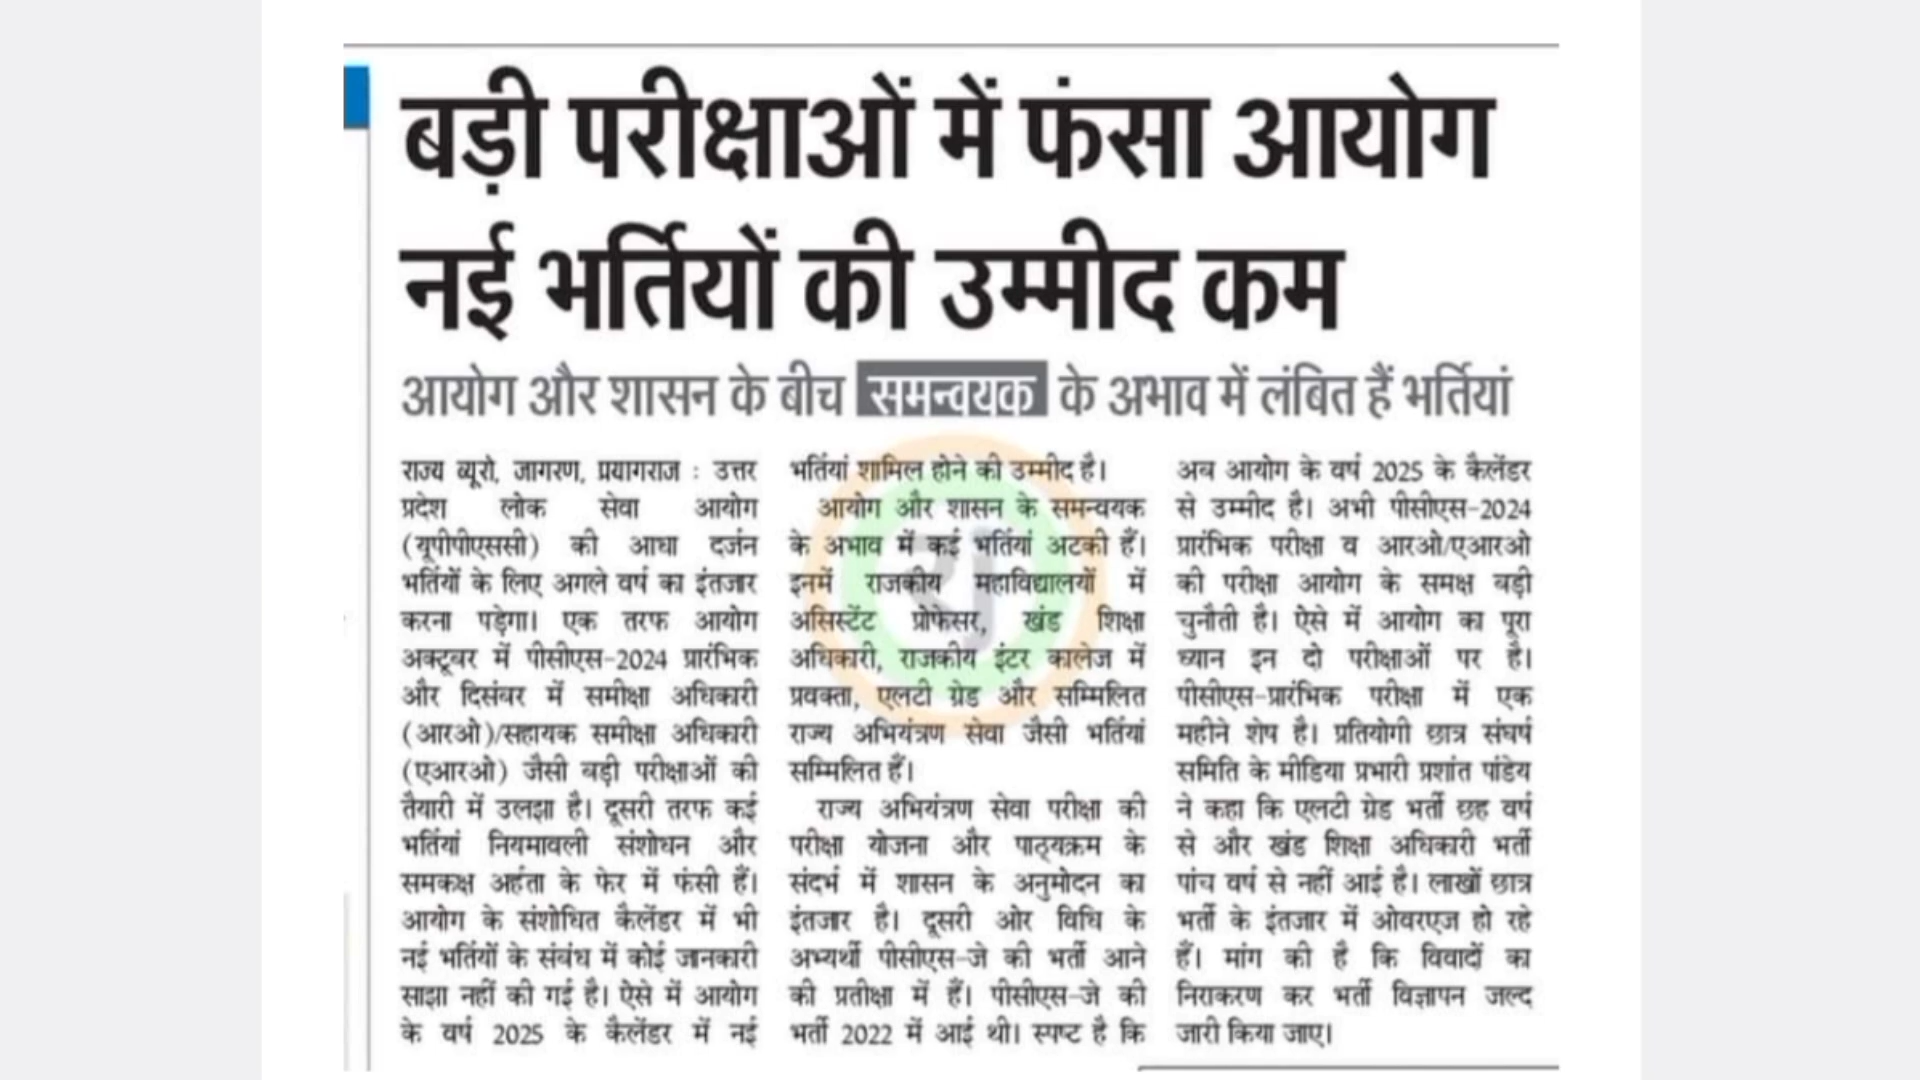 बड़ी परीक्षाओं में फंसा आयोग
नई भर्तियों की उम्मीद कम
आयोग और शासन के बीच समन्वयक के अभाव में लंबित हैं भर्तियां
राज्य ब्यूरो, जागरण, प्रयागराज : उत्तर
प्रदेश लोक सेवा आयोग
(यूपीपीएससी) की आधा दर्जन
भर्तियों के लिए अगले वर्ष का इंतजार
करना पड़ेगा। एक तरफ आयोग
अक्टूबर में पीसीएस-2024 प्रारंभिक
और दिसंबर में समीक्षा अधिकारी
(आरओ)/सहायक समीक्षा अधिकारी
(एआरओ) जैसी बड़ी परीक्षाओं की
तैयारी में उलझा है। दूसरी तरफ कई
भर्तियां नियमावली संशोधन और
समकक्ष अर्हता के फेर में फंसी हैं।
आयोग के संशोधित कैलेंडर में भी
नई भर्तियों के संबंध में कोई जानकारी
साझा नहीं की गई है। ऐसे में आयोग
के वर्ष 2025 के कैलेंडर में नई
भर्तियां शामिल होने की उम्मीद है।
आयोग और शासन के समन्वयक
के अभाव में कई भर्तियां अटकी हैं।
इनमें राजकीय महाविद्यालयों में
असिस्टेंट प्रोफेसर, खंड शिक्षा
अधिकारी, राजकीय इंटर कालेज में
प्रवक्ता, एलटी ग्रेड और सम्मिलित
राज्य अभियंत्रण सेवा जैसी भर्तियां
सम्मिलित हैं।
राज्य अभियंत्रण सेवा परीक्षा की
परीक्षा योजना और पाठ्यक्रम के
संदर्भ में शासन के अनुमोदन का
इंतजार है। दूसरी ओर विधि के
अभ्यर्थी पीसीएस-जे की भर्ती आने
की प्रतीक्षा में हैं। पीसीएस-जे की
भर्ती 2022 में आई थी। स्पष्ट है कि
अब आयोग के वर्ष 2025 के कैलेंडर
से उम्मीद है। अभी पीसीएस-2024
प्रारंभिक परीक्षा व आरओ/एआरओ
की परीक्षा आयोग के समक्ष बड़ी
चुनौती है। ऐसे में आयोग का पूरा
ध्यान इन दो परीक्षाओं पर है।
पीसीएस-प्रारंभिक परीक्षा में एक
महीने शेष है। प्रतियोगी छात्र संघर्ष
समिति के मीडिया प्रभारी प्रशांत पांडेय
ने कहा कि एलटी ग्रेड भर्ती छह वर्ष
से और खंड शिक्षा अधिकारी भर्ती
पांच वर्ष से नहीं आई है। लाखों छात्र
भर्ती के इंतजार में ओवरएज हो रहे
हैं। मांग की है कि विवादों का
निराकरण कर भर्ती विज्ञापन जल्द
जारी किया जाए।